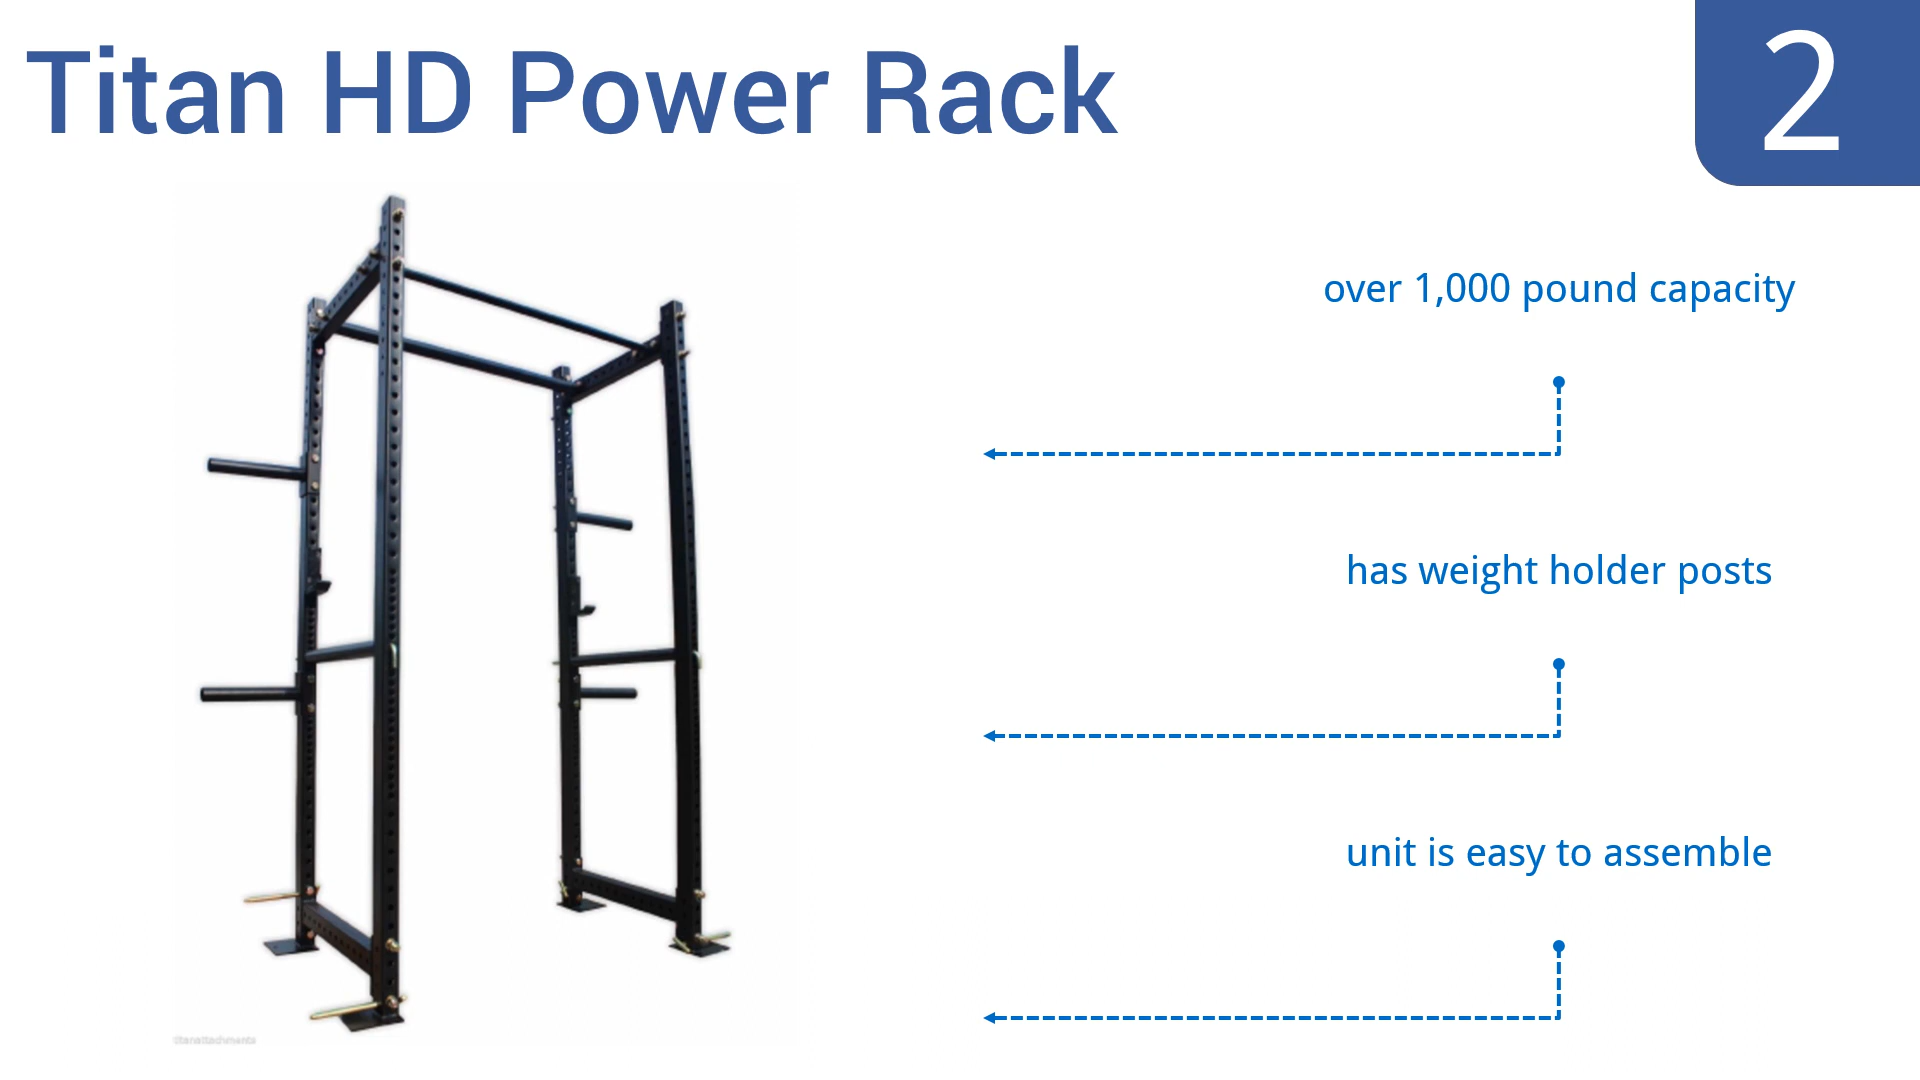 Titan HD Power Rack
2
over 1,000 pound capacity
has weight holder posts
unit is easy to assemble
titanattachments